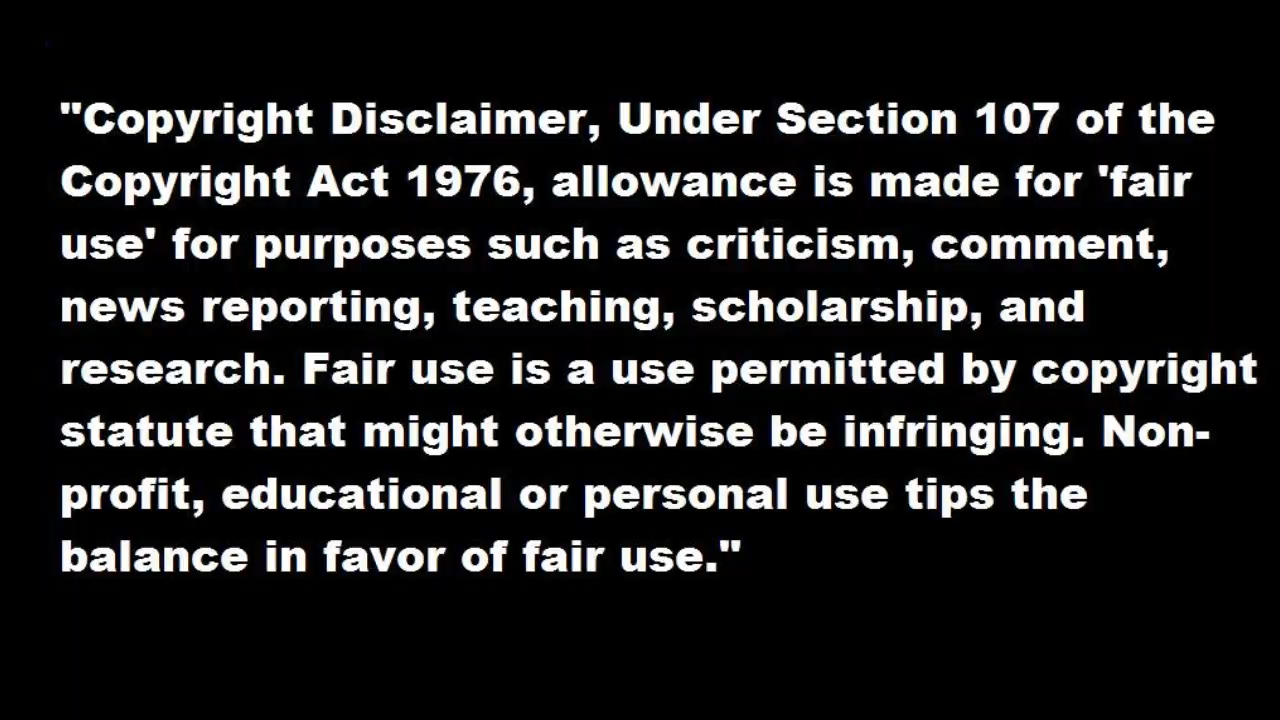 "Copyright Disclaimer, Under Section 107 of the
Copyright Act 1976, allowance is made for 'fair
use' for purposes such as criticism, comment,
news reporting, teaching, scholarship, and
research. Fair use is a use permitted by copyright
statute that might otherwise be infringing. Non-
profit, educational or personal use tips the
balance in favor of fair use."